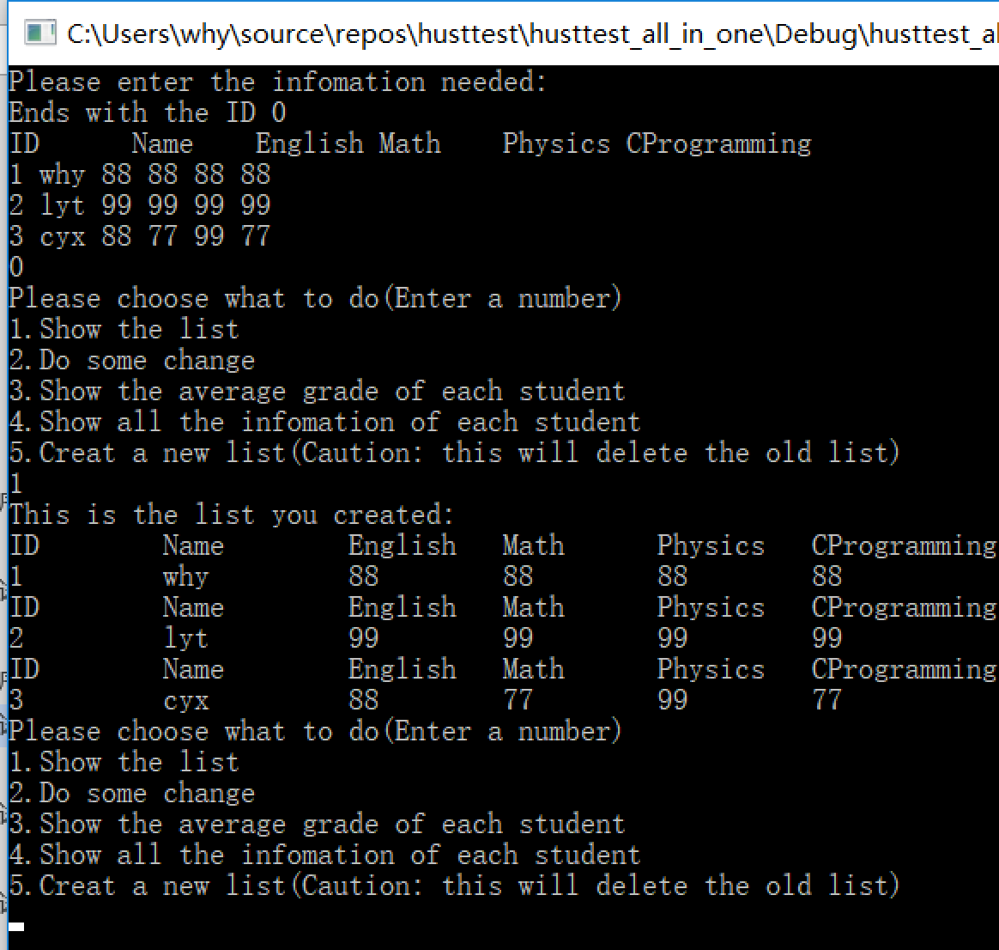 C:\Users\why\source\repos\husttest\husttest_all_in_one\Debug\husttest_al
Please enter the infomation needed:
Ends with the ID 0
ID Name English Math Physics CProgramming
1 why 88 88 88 88
2 lyt 99 99 99 99
3 cyx 88 77 99 77
0
Please choose what to do(Enter a number)
1.Show the list
2.Do some change
3.Show the average grade of each student
4.Show all the infomation of each student
5.Creat a new list(Caution: this will delete the old list)
1
This is the list you created:
ID Name English Math Physics CProgramming
1 why 88 88 88 88
ID Name English Math Physics CProgramming
2 lyt 99 99 99 99
ID Name English Math Physics CProgramming
3 cyx 88 77 99 77
Please choose what to do(Enter a number)
1.Show the list
2.Do some change
3.Show the average grade of each student
4.Show all the infomation of each student
5.Creat a new list(Caution: this will delete the old list)